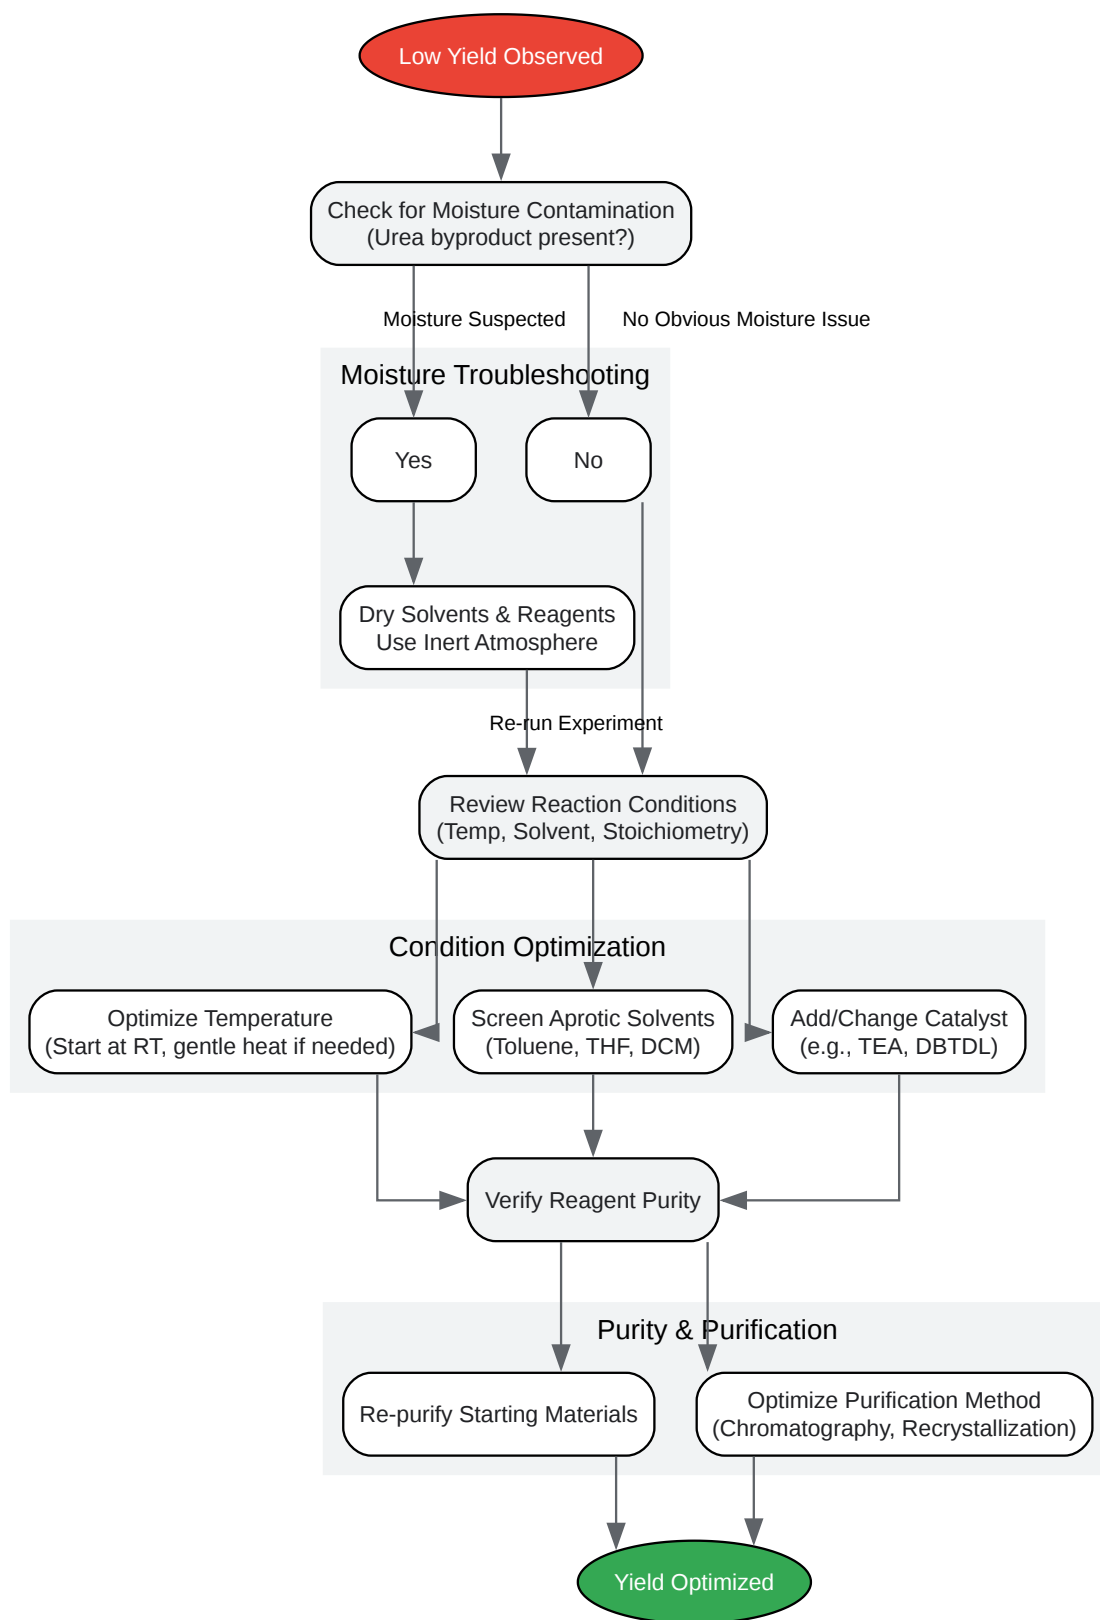 Low Yield Observed
Check for Moisture Contamination
(Urea byproduct present?)
Moisture Suspected
No Obvious Moisture Issue
Moisture Troubleshooting
Yes
No
Dry Solvents & Reagents
Use Inert Atmosphere
Re-run Experiment
Review Reaction Conditions
(Temp, Solvent, Stoichiometry)
Condition Optimization
Optimize Temperature
(Start at RT, gentle heat if needed)
Screen Aprotic Solvents
(Toluene, THF, DCM)
Add/Change Catalyst
(e.g., TEA, DBTDL)
Verify Reagent Purity
Purity & Purification
Re-purify Starting Materials
Optimize Purification Method
(Chromatography, Recrystallization)
Yield Optimized